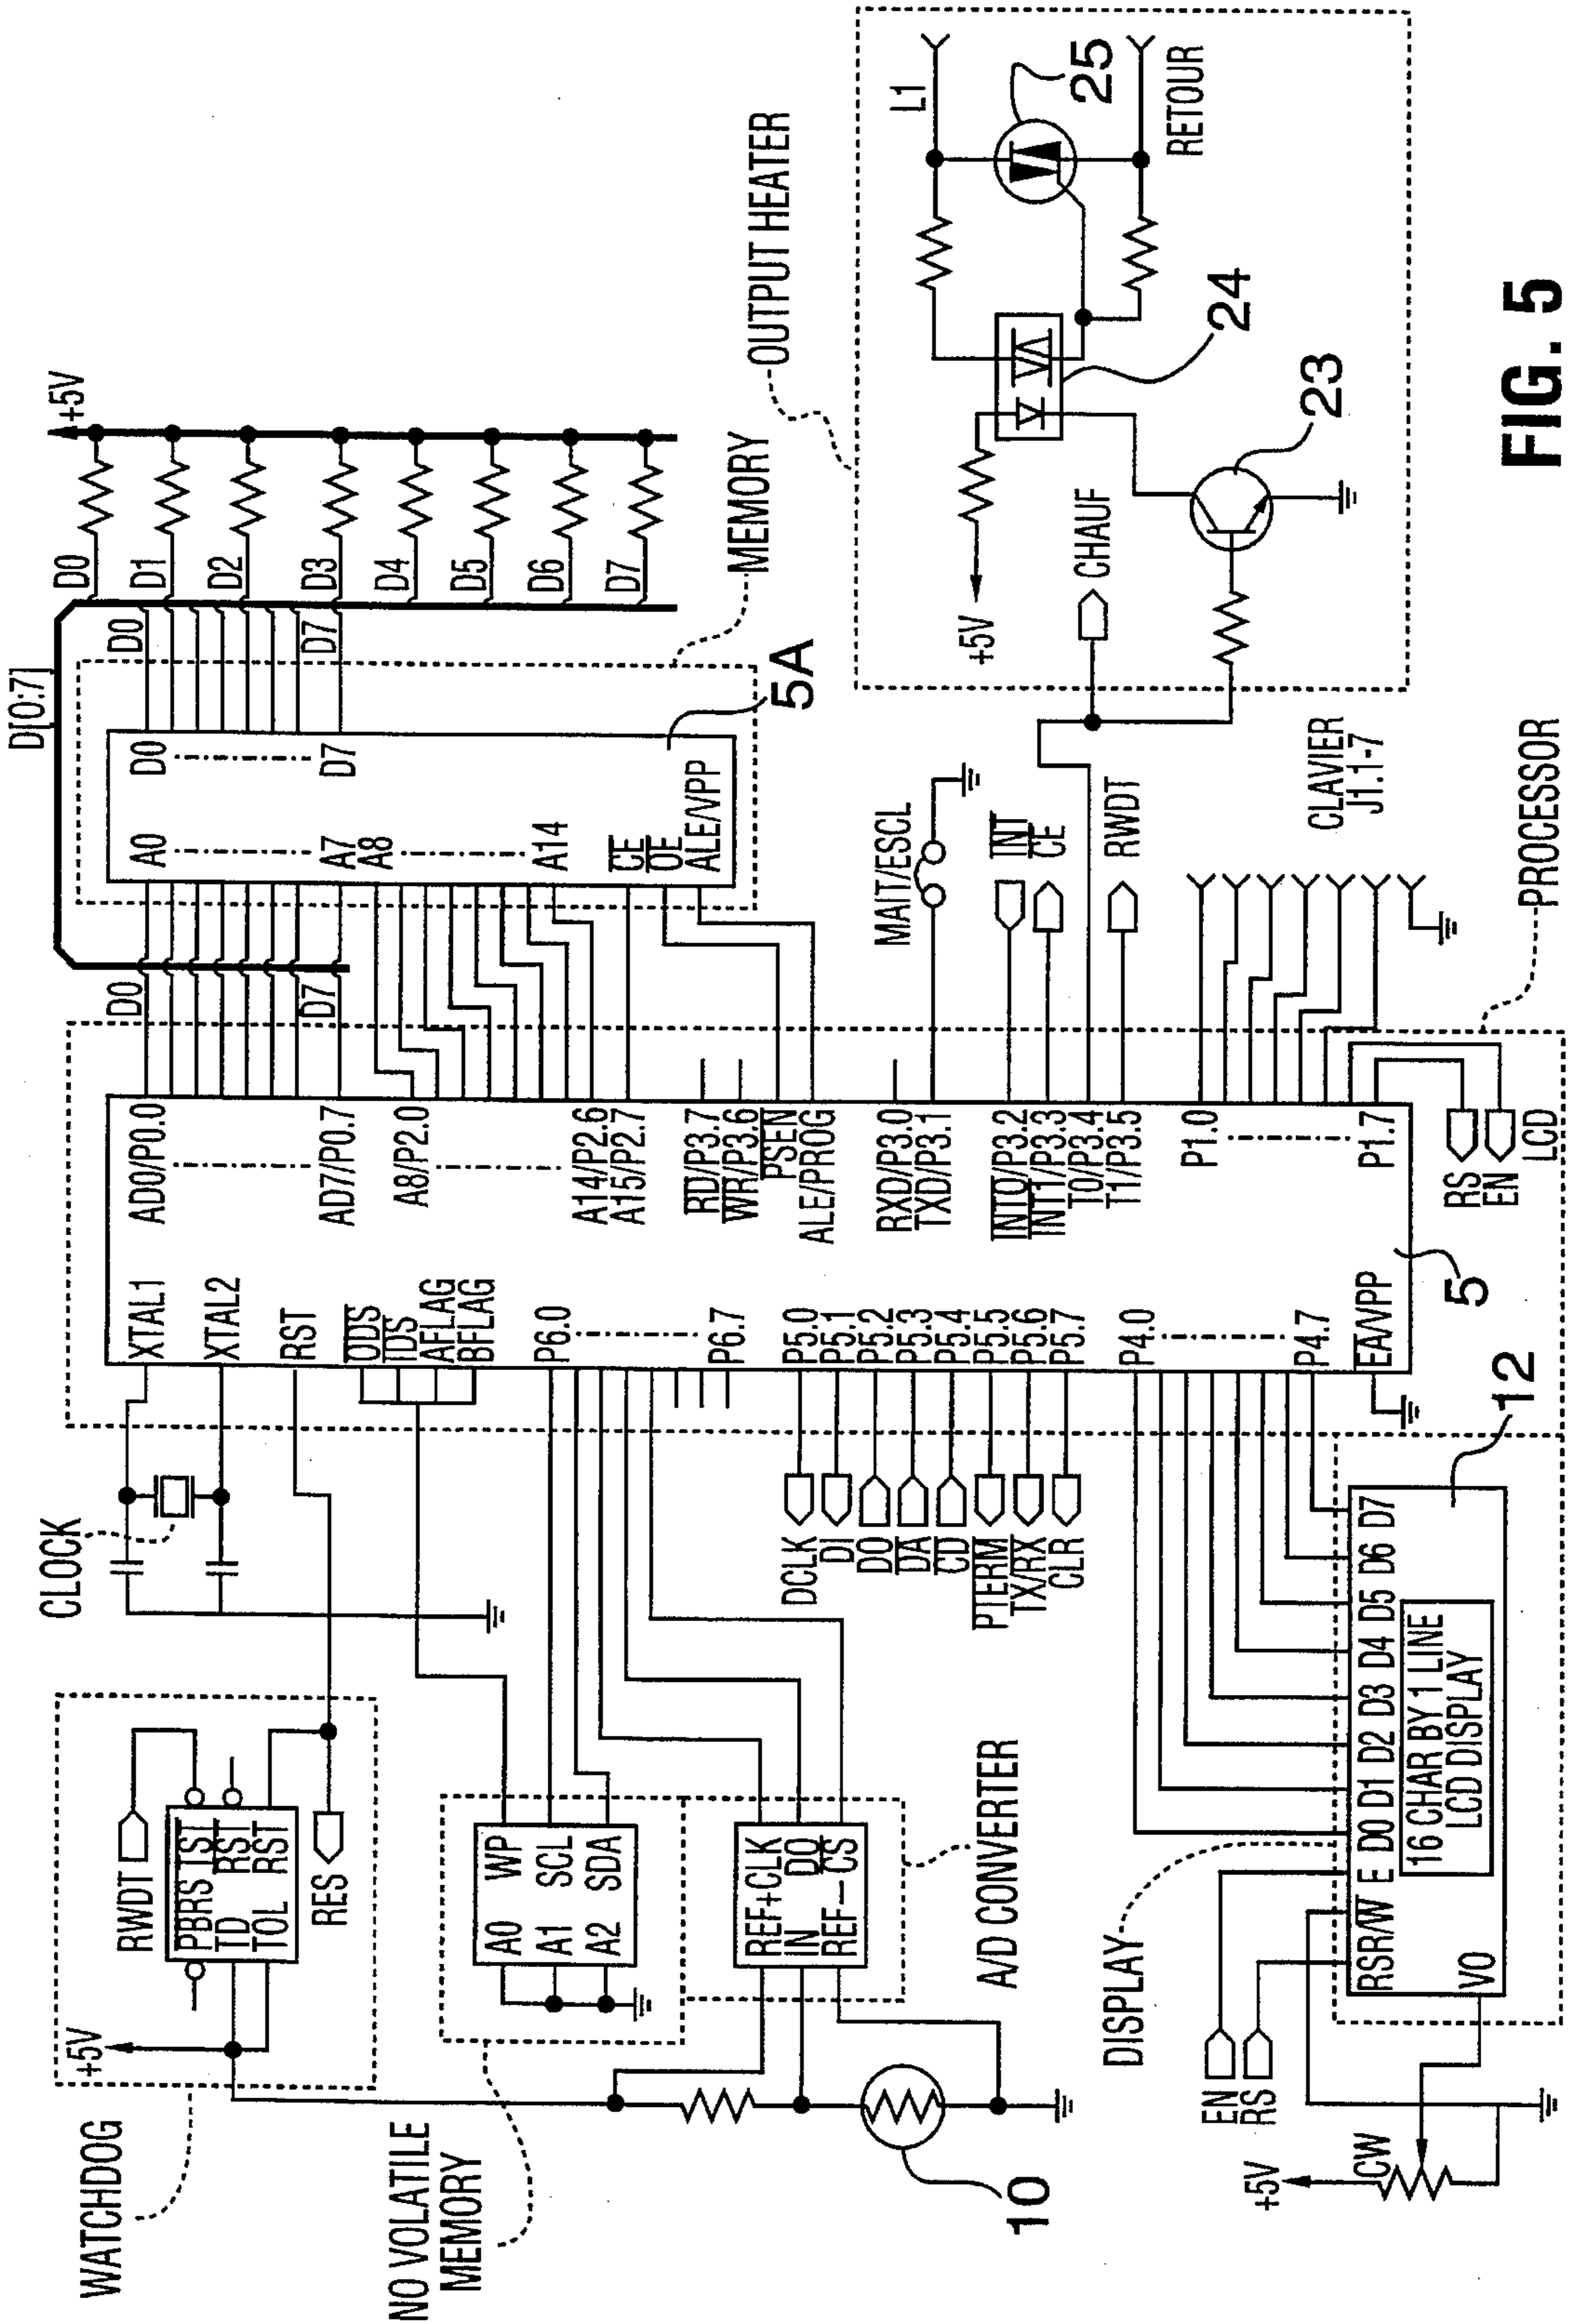 WATCHDOG
+5V
RWDT
PBRS TST
TD RST
TOL RST
RES
CLOCK
NO VOLATILE
MEMORY
A0 WP
A1 SCL
A2 SDA
REF+CLK
IN DO
REF- CS
A/D CONVERTER
10
XTAL1
XTAL2
RST
ODS
IDS
AFLAG
BFLAG
P6.0
P6.7
P5.0
P5.1
P5.2
P5.3
P5.4
P5.5
P5.6
P5.7
P4.0
P4.7
EA/VPP
DCLK
DI
DO
DA
CD
PTERM
TX/RX
CLR
DISPLAY
EN
RS
+5V
CW
RSR/W E D0 D1 D2 D3 D4 D5 D6 D7
16 CHAR BY 1 LINE
LCD DISPLAY
V0
12
AD0/P0.0
AD7/P0.7
A8/P2.0
A14/P2.6
A15/P2.7
RD/P3.7
WR/P3.6
PSEN
ALE/PROG
RXD/P3.0
TXD/P3.1
INT0/P3.2
INT1/P3.3
T0/P3.4
T1/P3.5
P1.0
P1.7
5
RS
EN
LCD
PROCESSOR
D[0:7]
D0
D7
A0
A7
A8
A14
CE
OE
ALE/VPP
D0
D7
5A
MEMORY
D0
D7
D0
D1
D2
D3
D4
D5
D6
D7
+5V
MAIT/ESCL
INT
CE
RWDT
CLAVIER
J1.1-7
OUTPUT HEATER
+5V
CHAUF
23
24
25
L1
RETOUR
FIG. 5